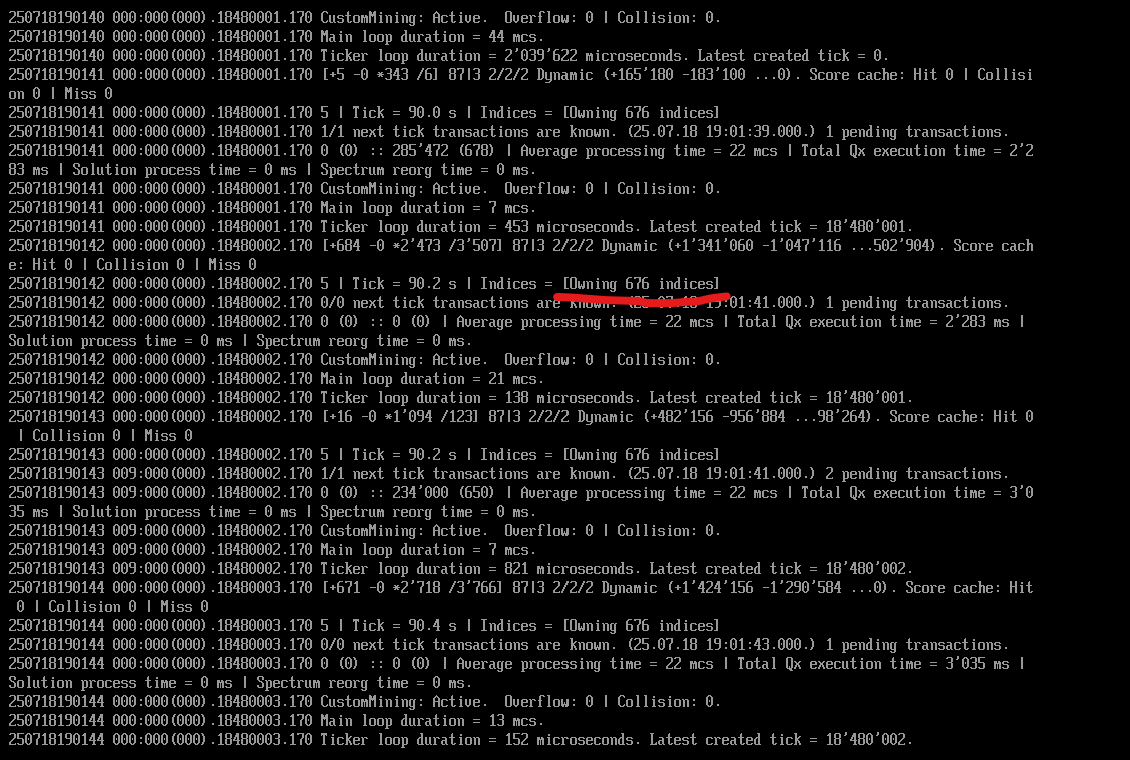 250718190140 000:000(000).18480001.170 CustomMining: Active.  Overflow: 0 | Collision: 0.
250718190140 000:000(000).18480001.170 Main loop duration = 44 mcs.
250718190140 000:000(000).18480001.170 Ticker loop duration = 2'039'622 microseconds. Latest created tick = 0.
250718190141 000:000(000).18480001.170 [+5 -0 *343 /6] 87|3 2/2/2 Dynamic (+165'180 -183'100 ...0). Score cache: Hit 0 | Collisi
on 0 | Miss 0
250718190141 000:000(000).18480001.170 5 | Tick = 90.0 s | Indices = [Owning 676 indices]
250718190141 000:000(000).18480001.170 1/1 next tick transactions are known. (25.07.18 19:01:39.000.) 1 pending transactions.
250718190141 000:000(000).18480001.170 0 (0) :: 285'472 (678) | Average processing time = 22 mcs | Total Qx execution time = 2'2
83 ms | Solution process time = 0 ms | Spectrum reorg time = 0 ms.
250718190141 000:000(000).18480001.170 CustomMining: Active.  Overflow: 0 | Collision: 0.
250718190141 000:000(000).18480001.170 Main loop duration = 7 mcs.
250718190141 000:000(000).18480001.170 Ticker loop duration = 453 microseconds. Latest created tick = 18'480'001.
250718190142 000:000(000).18480002.170 [+684 -0 *2'473 /3'507] 87|3 2/2/2 Dynamic (+1'341'060 -1'047'116 ...502'904). Score cach
e: Hit 0 | Collision 0 | Miss 0
250718190142 000:000(000).18480002.170 5 | Tick = 90.2 s | Indices = [Owning 676 indices]
250718190142 000:000(000).18480002.170 0/0 next tick transactions are known. (25.07.18 19:01:41.000.) 1 pending transactions.
250718190142 000:000(000).18480002.170 0 (0) :: 0 (0) | Average processing time = 22 mcs | Total Qx execution time = 2'283 ms |
Solution process time = 0 ms | Spectrum reorg time = 0 ms.
250718190142 000:000(000).18480002.170 CustomMining: Active.  Overflow: 0 | Collision: 0.
250718190142 000:000(000).18480002.170 Main loop duration = 21 mcs.
250718190142 000:000(000).18480002.170 Ticker loop duration = 138 microseconds. Latest created tick = 18'480'001.
250718190143 000:000(000).18480002.170 [+16 -0 *1'094 /123] 87|3 2/2/2 Dynamic (+482'156 -956'884 ...98'264). Score cache: Hit 0
 | Collision 0 | Miss 0
250718190143 000:000(000).18480002.170 5 | Tick = 90.2 s | Indices = [Owning 676 indices]
250718190143 009:000(000).18480002.170 1/1 next tick transactions are known. (25.07.18 19:01:41.000.) 2 pending transactions.
250718190143 009:000(000).18480002.170 0 (0) :: 234'000 (650) | Average processing time = 22 mcs | Total Qx execution time = 3'0
35 ms | Solution process time = 0 ms | Spectrum reorg time = 0 ms.
250718190143 009:000(000).18480002.170 CustomMining: Active.  Overflow: 0 | Collision: 0.
250718190143 009:000(000).18480002.170 Main loop duration = 7 mcs.
250718190143 009:000(000).18480002.170 Ticker loop duration = 821 microseconds. Latest created tick = 18'480'002.
250718190144 000:000(000).18480003.170 [+671 -0 *2'718 /3'766] 87|3 2/2/2 Dynamic (+1'424'156 -1'290'584 ...0). Score cache: Hit
 0 | Collision 0 | Miss 0
250718190144 000:000(000).18480003.170 5 | Tick = 90.4 s | Indices = [Owning 676 indices]
250718190144 000:000(000).18480003.170 0/0 next tick transactions are known. (25.07.18 19:01:43.000.) 1 pending transactions.
250718190144 000:000(000).18480003.170 0 (0) :: 0 (0) | Average processing time = 22 mcs | Total Qx execution time = 3'035 ms |
Solution process time = 0 ms | Spectrum reorg time = 0 ms.
250718190144 000:000(000).18480003.170 CustomMining: Active.  Overflow: 0 | Collision: 0.
250718190144 000:000(000).18480003.170 Main loop duration = 13 mcs.
250718190144 000:000(000).18480003.170 Ticker loop duration = 152 microseconds. Latest created tick = 18'480'002.